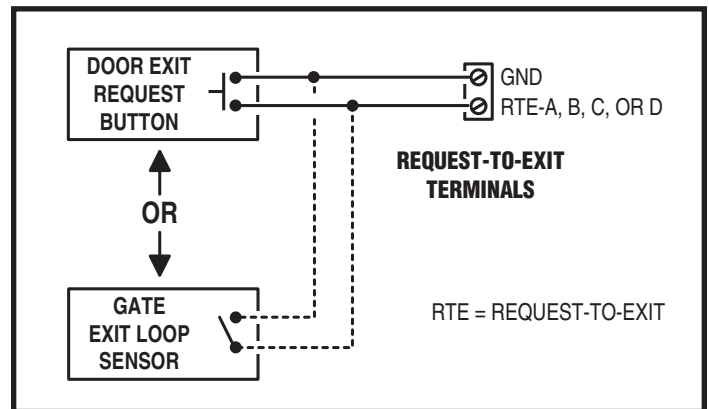 DOOR EXIT
REQUEST
BUTTON
GND
RTE-A, B, C, OR D
REQUEST-TO-EXIT
TERMINALS
OR
GATE
EXIT LOOP
SENSOR
RTE = REQUEST-TO-EXIT